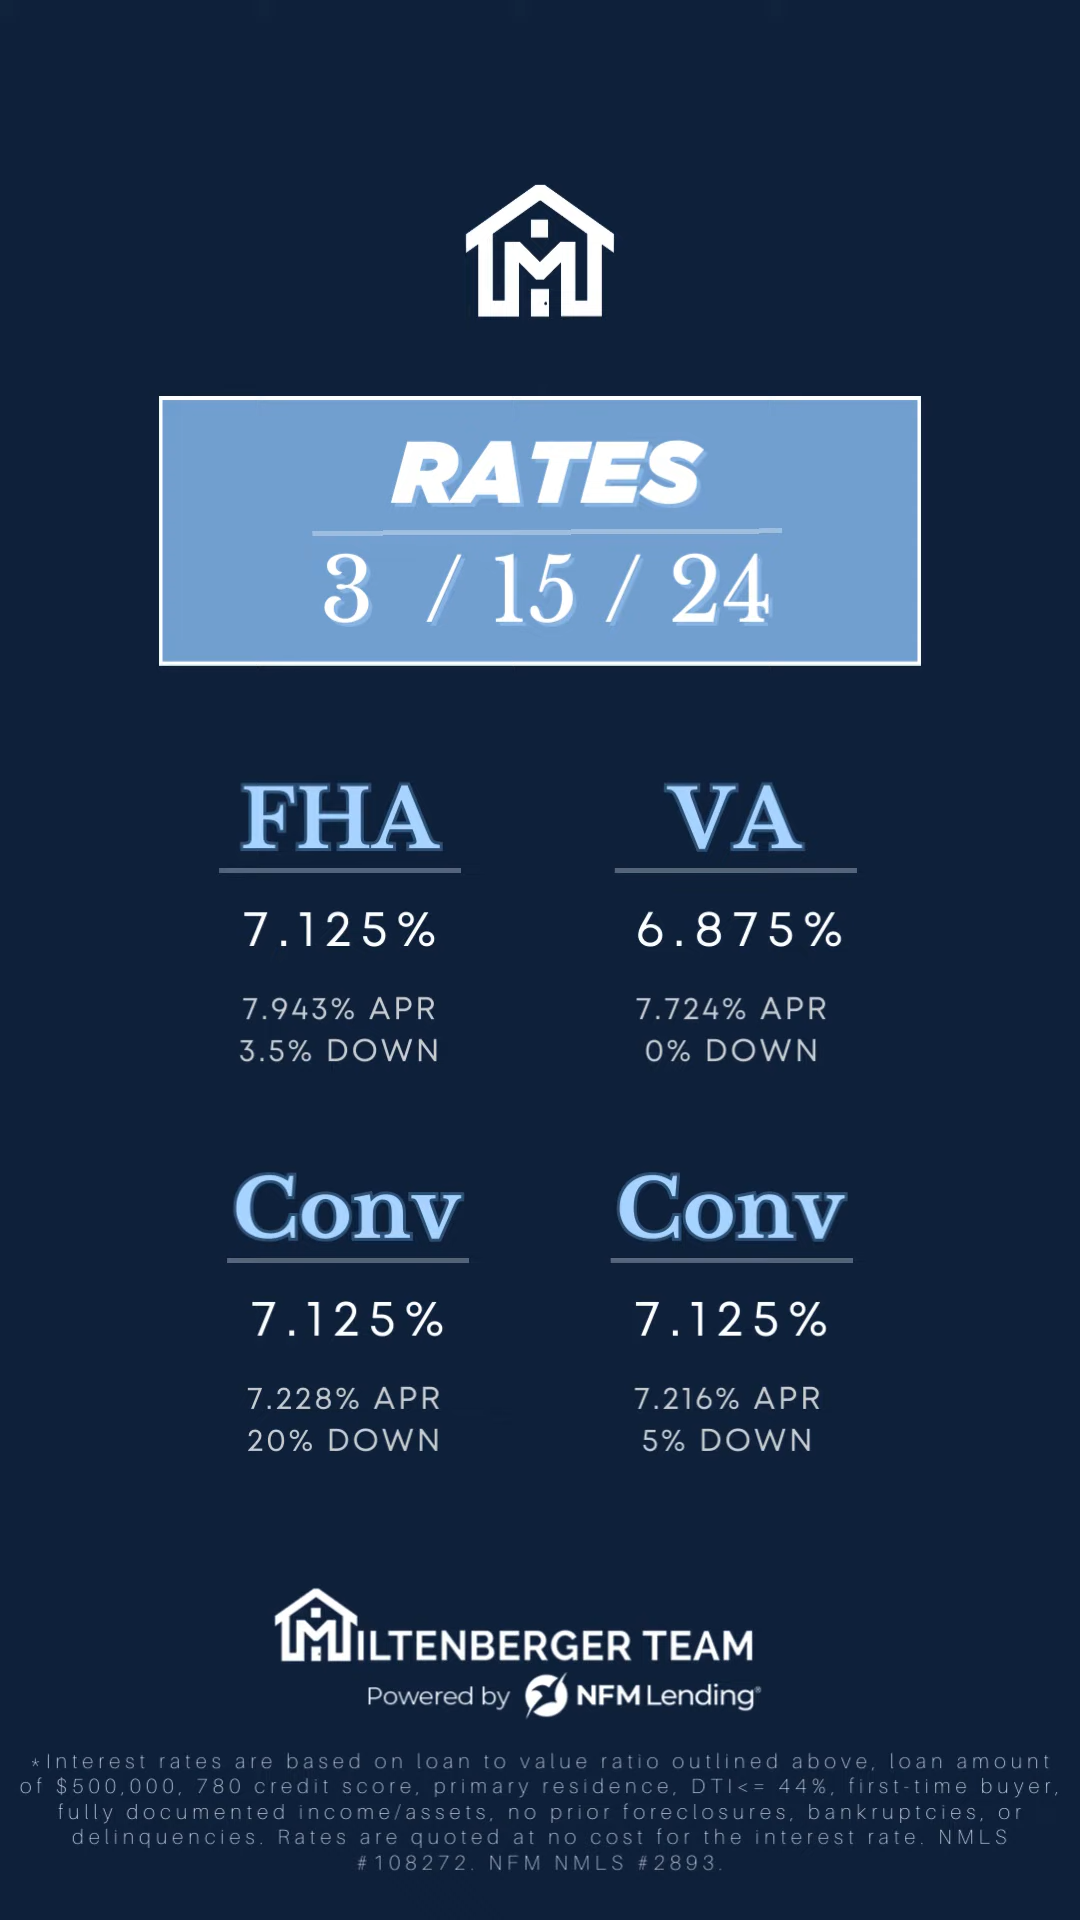 RATES
3 / 15 / 24
FHA
7.125%
7.943% APR
3.5% DOWN
VA
6.875%
7.724% APR
0% DOWN
Conv
7.125%
7.228% APR
20% DOWN
Conv
7.125%
7.216% APR
5% DOWN
MILTENBERGER TEAM
Powered by NFM Lending®
*Interest rates are based on loan to value ratio outlined above, loan amount
of $500,000, 780 credit score, primary residence, DTI<= 44%, first-time buyer,
fully documented income/assets, no prior foreclosures, bankruptcies, or
delinquencies. Rates are quoted at no cost for the interest rate. NMLS
#108272. NFM NMLS #2893.